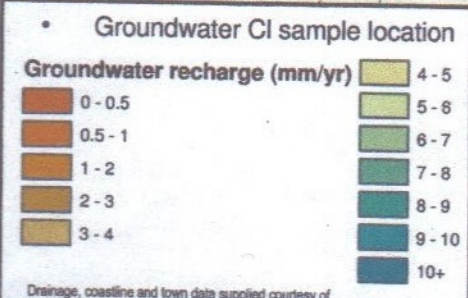 • Groundwater Cl sample location
Groundwater recharge (mm/yr)
0 - 0.5
0.5 - 1
1 - 2
2 - 3
3 - 4
4 - 5
5 - 6
6 - 7
7 - 8
8 - 9
9 - 10
10+
Drainage, coastline and town data supplied courtesy of